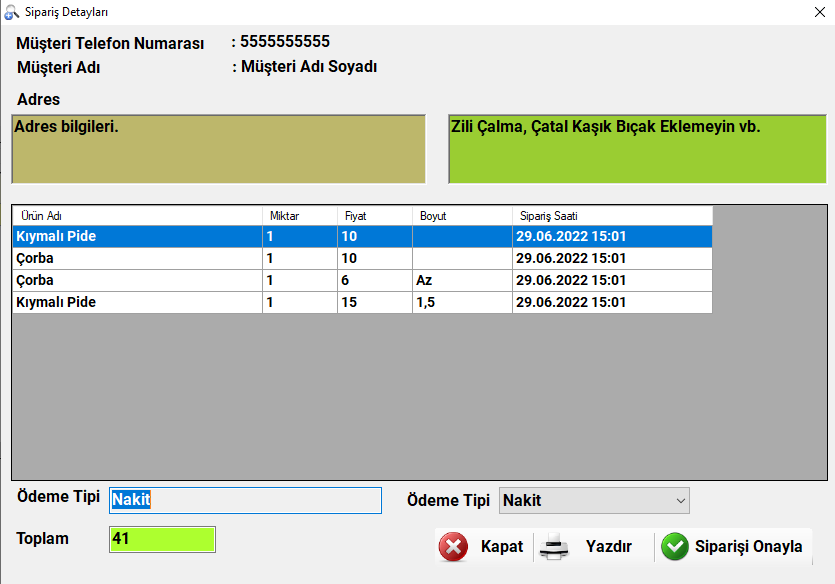 Sipariş Detayları
Müşteri Telefon Numarası : 5555555555
Müşteri Adı : Müşteri Adı Soyadı
Adres
Adres bilgileri.
Zili Çalma, Çatal Kaşık Bıçak Eklemeyin vb.
Ürün Adı Miktar Fiyat Boyut Sipariş Saati
Kıymalı Pide 1 10 29.06.2022 15:01
Çorba 1 10 29.06.2022 15:01
Çorba 1 6 Az 29.06.2022 15:01
Kıymalı Pide 1 15 1,5 29.06.2022 15:01
Ödeme Tipi Nakit Ödeme Tipi Nakit
Toplam 41
Kapat Yazdır Siparişi Onayla